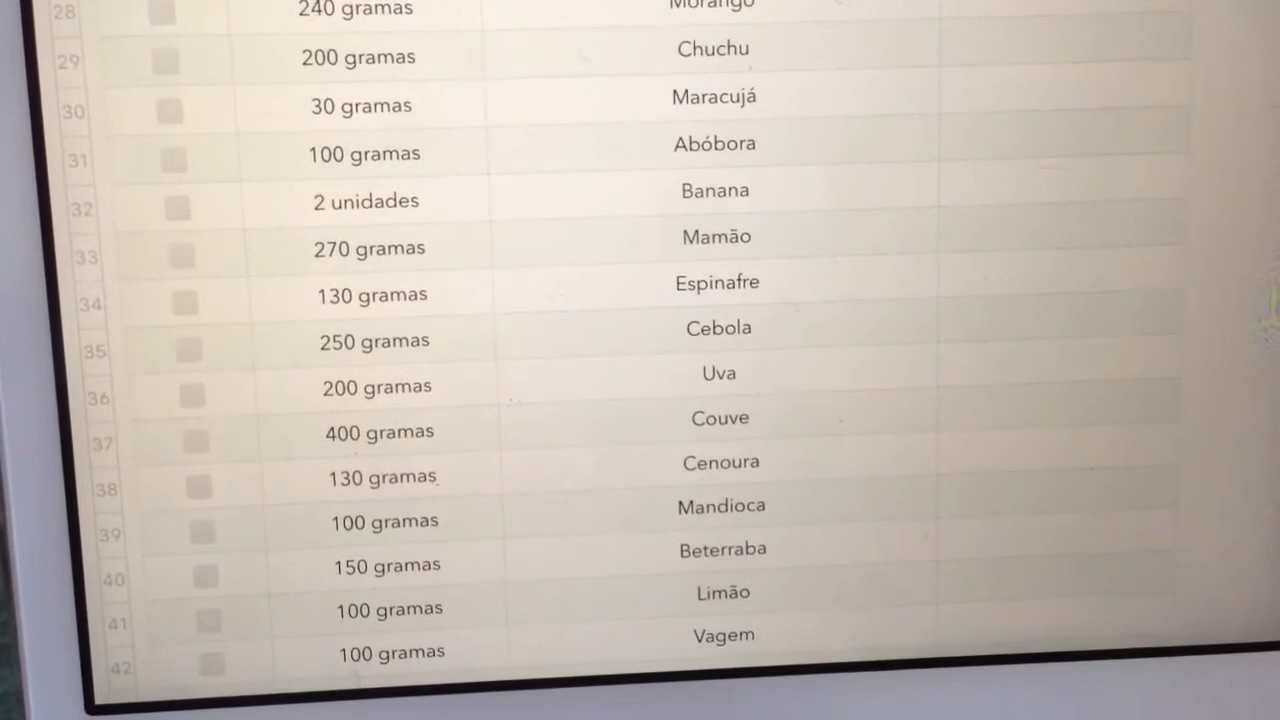 28 240 gramas Morango
29 200 gramas Chuchu
30 30 gramas Maracujá
31 100 gramas Abóbora
32 2 unidades Banana
33 270 gramas Mamão
34 130 gramas Espinafre
35 250 gramas Cebola
36 200 gramas Uva
37 400 gramas Couve
38 130 gramas Cenoura
39 100 gramas Mandioca
40 150 gramas Beterraba
41 100 gramas Limão
42 100 gramas Vagem